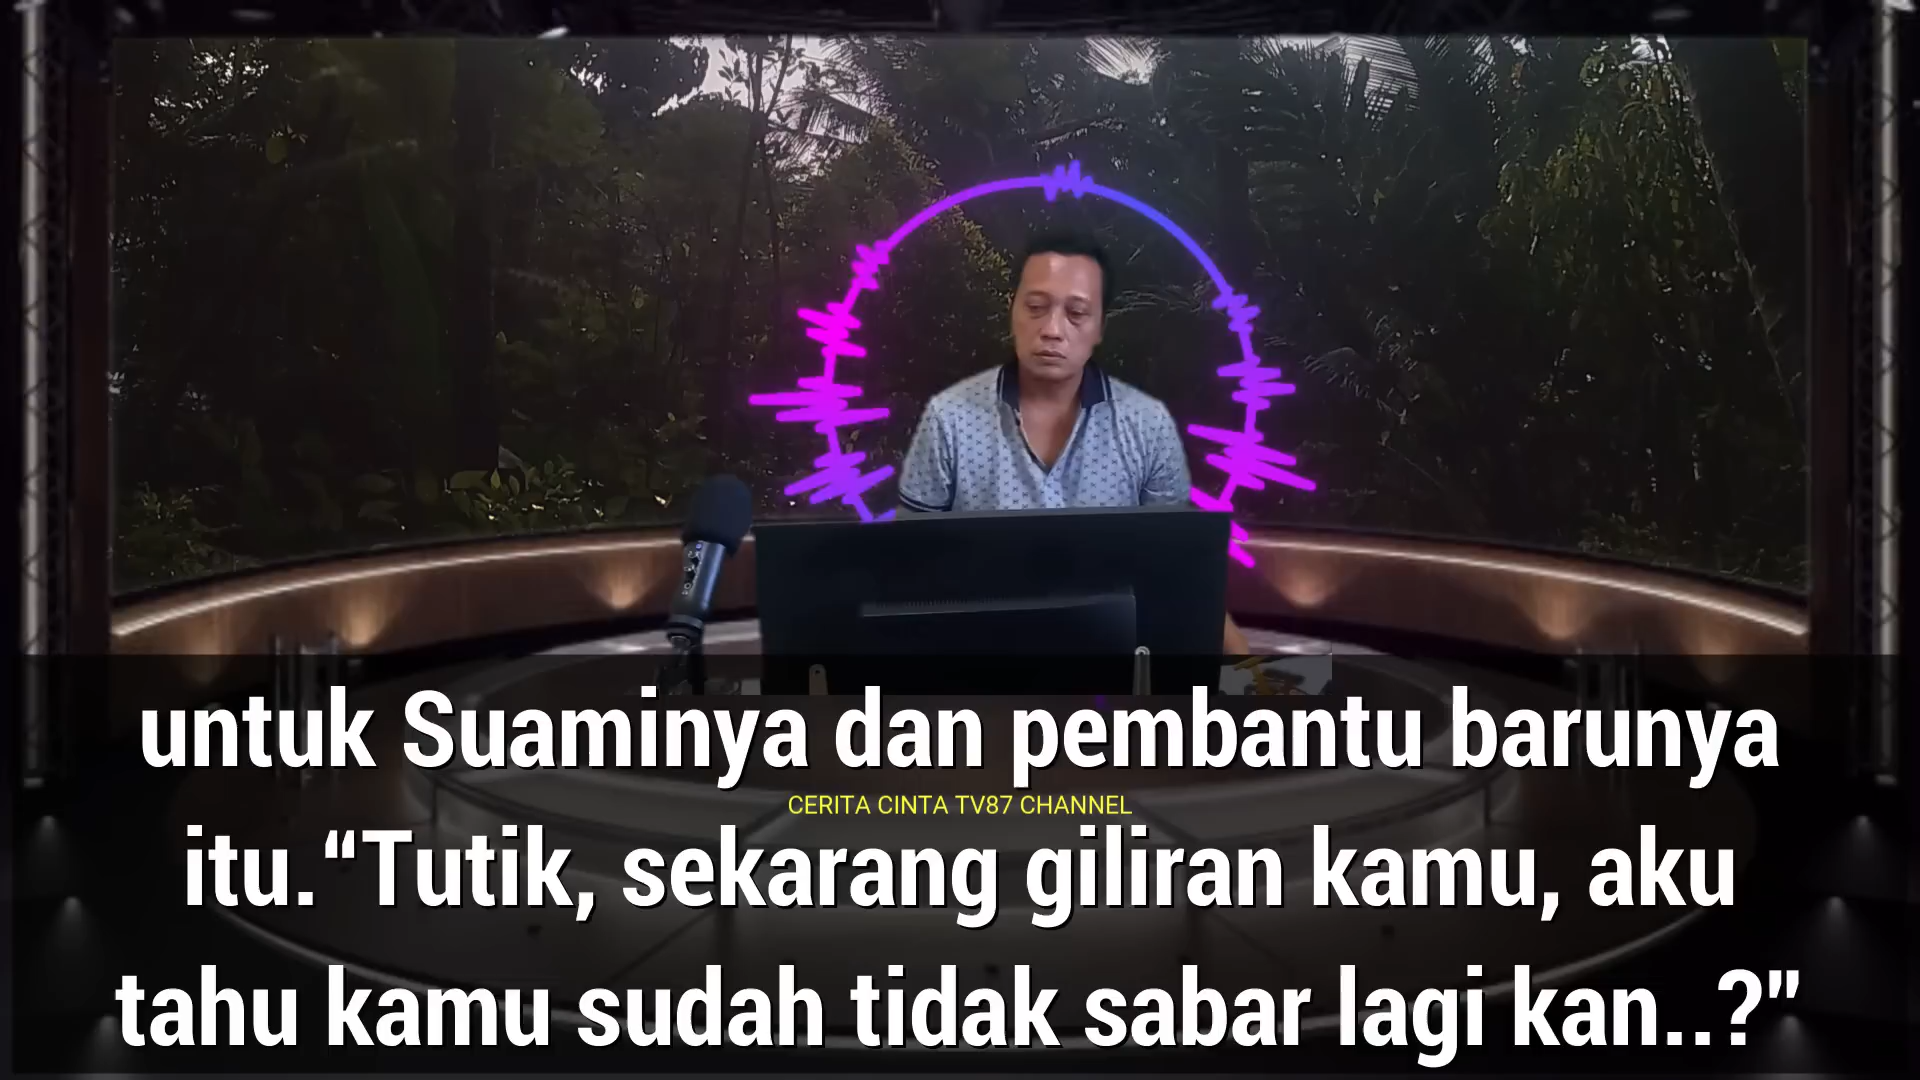 untuk Suaminya dan pembantu barunya
CERITA CINTA TV87 CHANNEL
itu.“Tutik, sekarang giliran kamu, aku
tahu kamu sudah tidak sabar lagi kan..?”